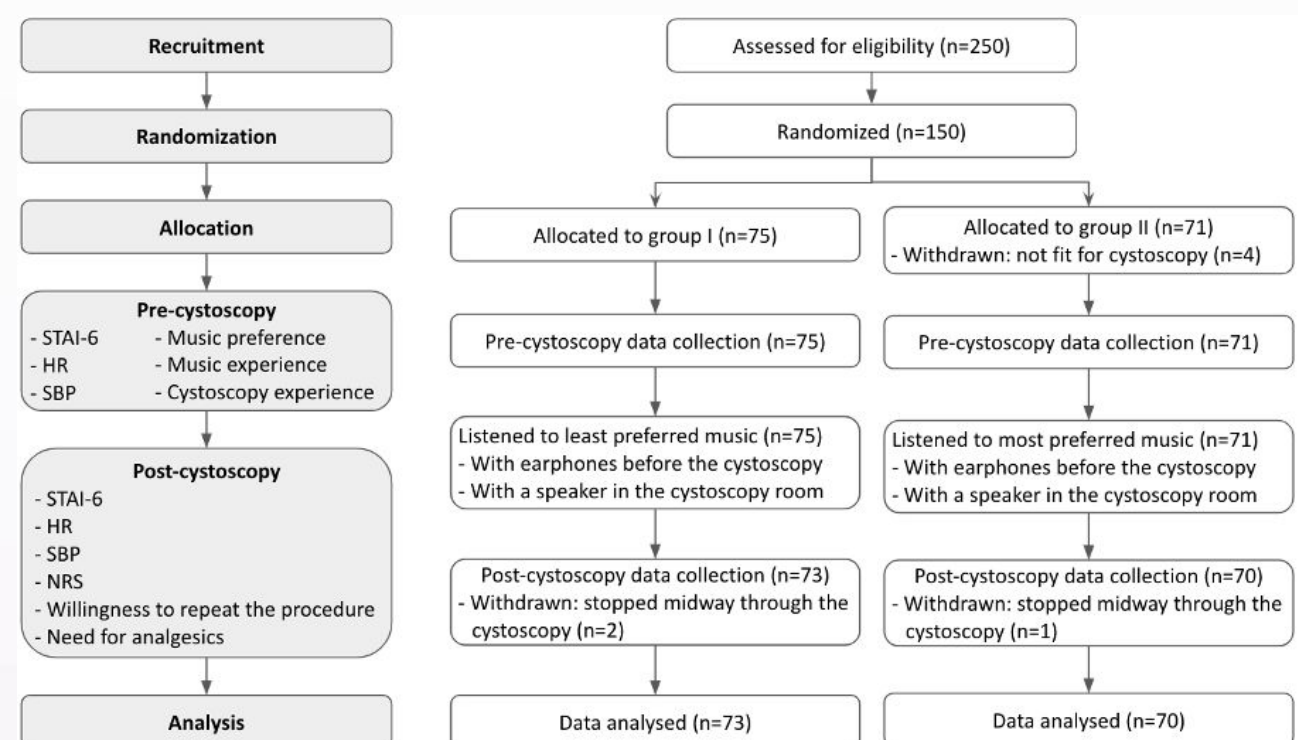 Recruitment
Randomization
Allocation
Pre-cystoscopy
- STAI-6 - Music preference
- HR - Music experience
- SBP - Cystoscopy experience
Post-cystoscopy
- STAI-6
- HR
- SBP
- NRS
- Willingness to repeat the procedure
- Need for analgesics
Analysis
Assessed for eligibility (n=250)
Randomized (n=150)
Allocated to group I (n=75)
Pre-cystoscopy data collection (n=75)
Listened to least preferred music (n=75)
- With earphones before the cystoscopy
- With a speaker in the cystoscopy room
Post-cystoscopy data collection (n=73)
- Withdrawn: stopped midway through the
cystoscopy (n=2)
Data analysed (n=73)
Allocated to group II (n=71)
- Withdrawn: not fit for cystoscopy (n=4)
Pre-cystoscopy data collection (n=71)
Listened to most preferred music (n=71)
- With earphones before the cystoscopy
- With a speaker in the cystoscopy room
Post-cystoscopy data collection (n=70)
- Withdrawn: stopped midway through the
cystoscopy (n=1)
Data analysed (n=70)